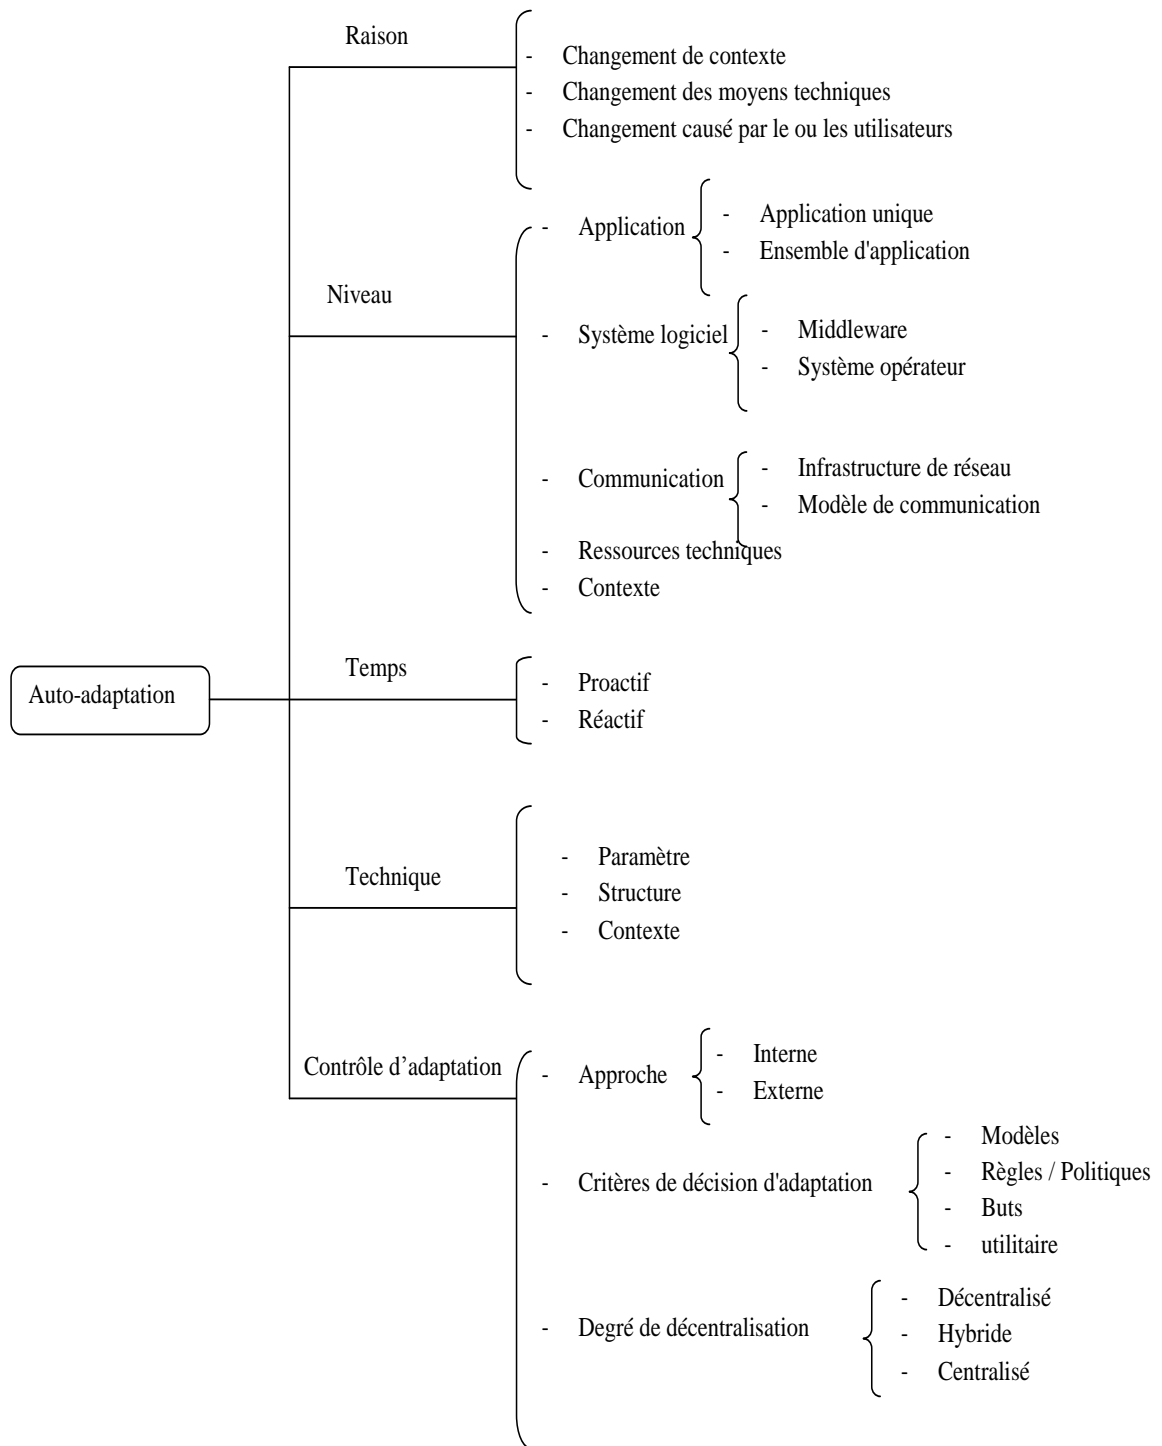 Raison
- Changement de contexte
- Changement des moyens techniques
- Changement causé par le ou les utilisateurs
Niveau
- Application
- Application unique
- Ensemble d'application
- Système logiciel
- Middleware
- Système opérateur
- Communication
- Infrastructure de réseau
- Modèle de communication
- Ressources techniques
- Contexte
Auto-adaptation
Temps
- Proactif
- Réactif
Technique
- Paramètre
- Structure
- Contexte
Contrôle d’adaptation
- Approche
- Interne
- Externe
- Critères de décision d'adaptation
- Modèles
- Règles / Politiques
- Buts
- utilitaire
- Degré de décentralisation
- Décentralisé
- Hybride
- Centralisé